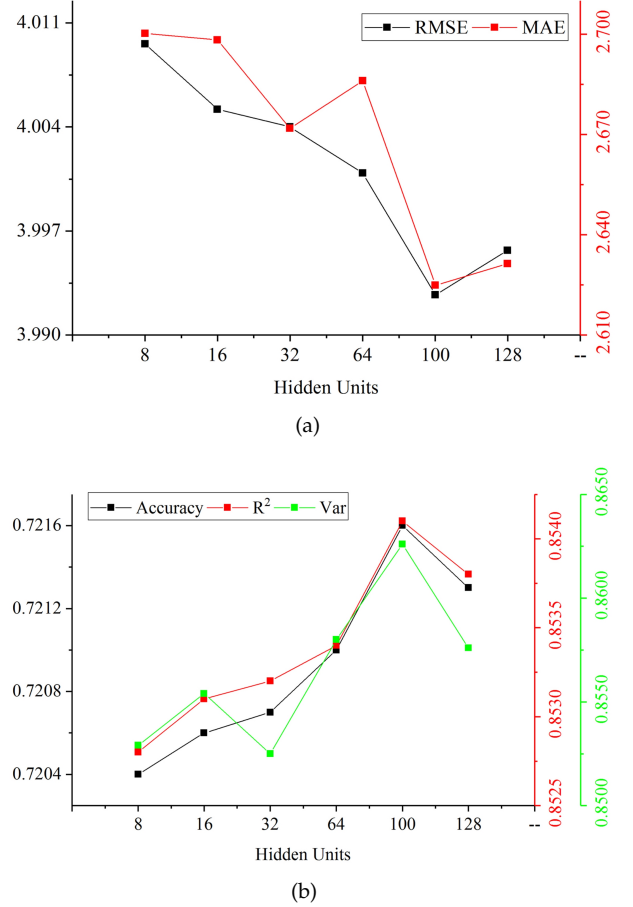 RMSE MAE
4.011
4.004
3.997
3.990
2.700
2.670
2.640
2.610
8 16 32 64 100 128 --
Hidden Units
(a)
Accuracy R² Var
0.7216
0.7212
0.7208
0.7204
0.8540
0.8535
0.8530
0.8525
0.8650
0.8600
0.8550
0.8500
8 16 32 64 100 128 --
Hidden Units
(b)